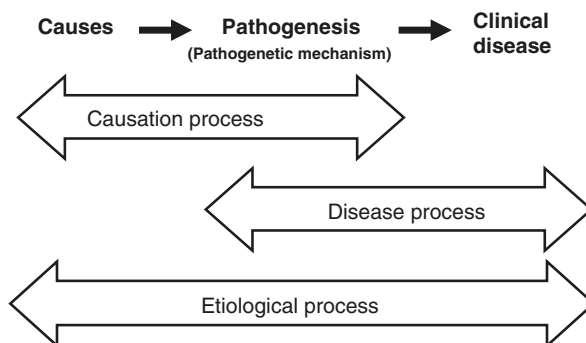 Causes
Pathogenesis
(Pathogenetic mechanism)
Clinical
disease
Causation process
Disease process
Etiological process